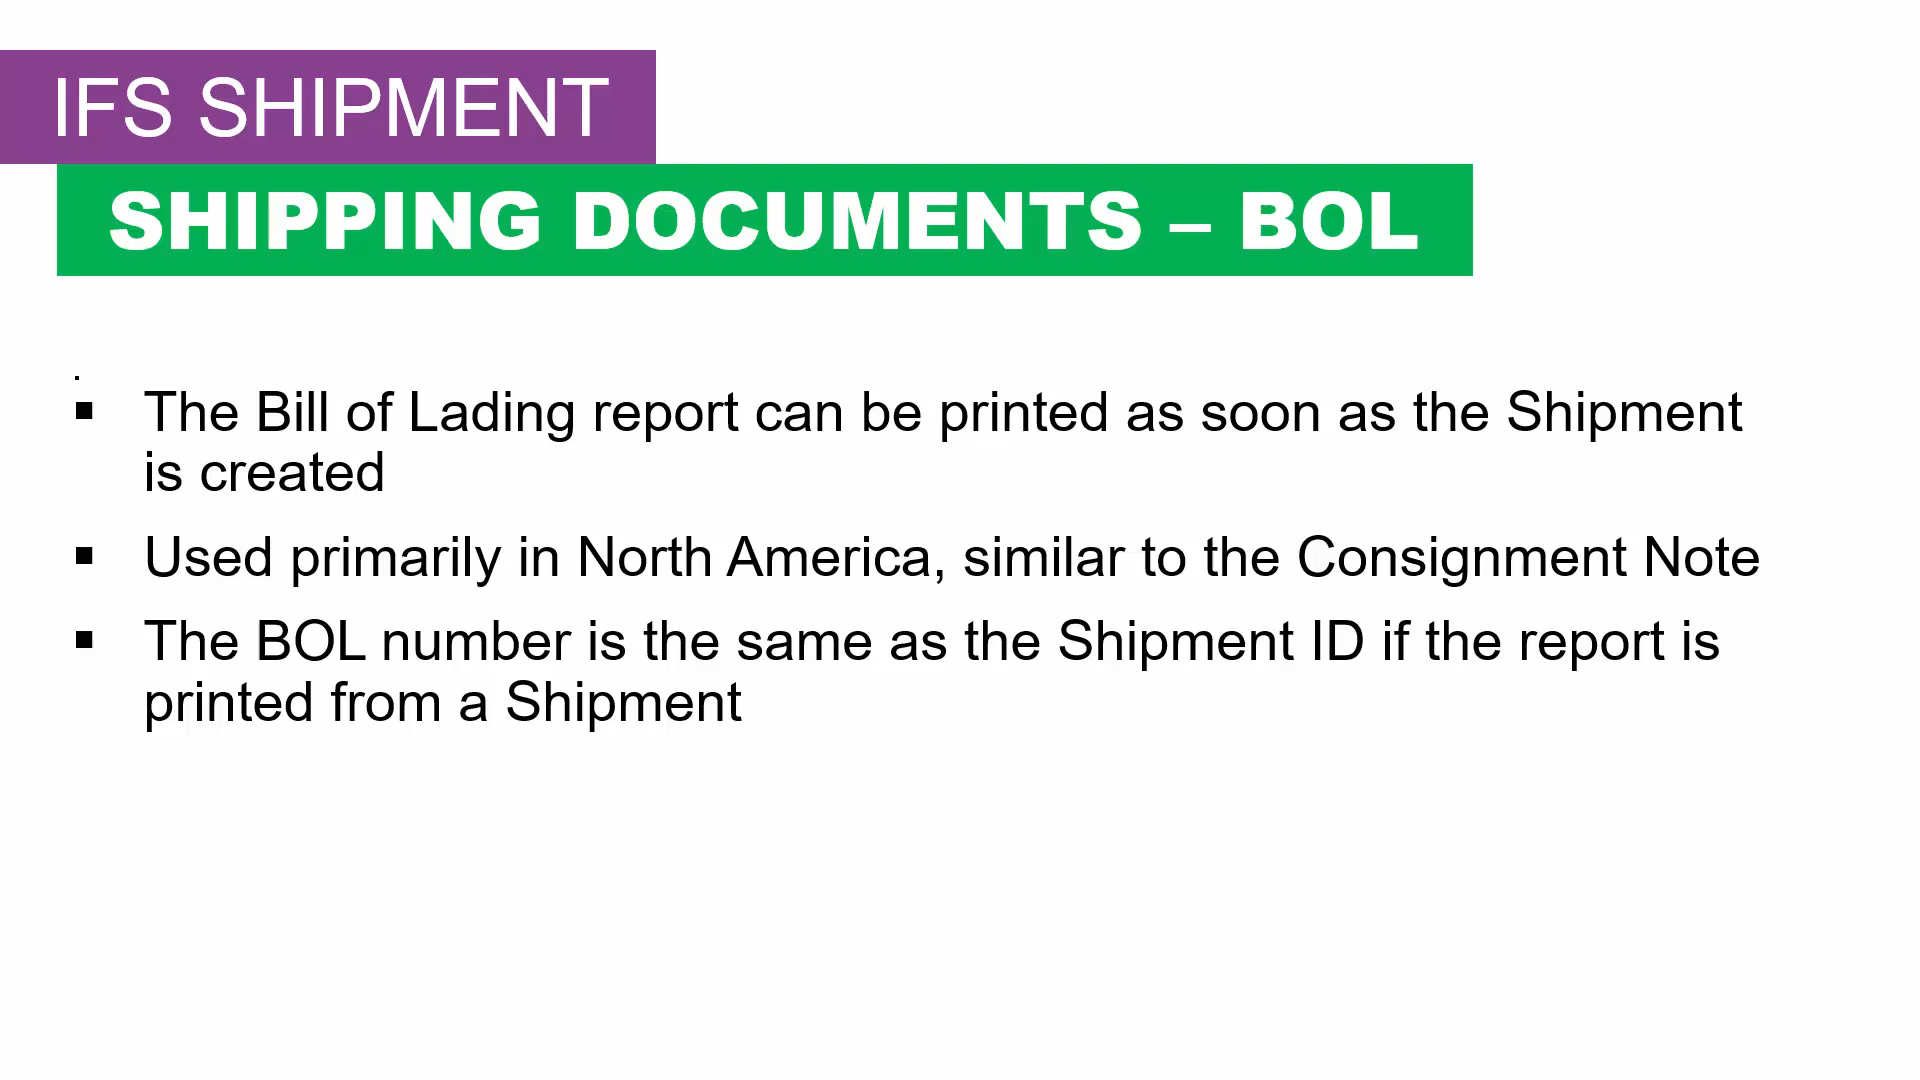 IFS SHIPMENT
SHIPPING DOCUMENTS – BOL
▪ The Bill of Lading report can be printed as soon as the Shipment
is created
▪ Used primarily in North America, similar to the Consignment Note
▪ The BOL number is the same as the Shipment ID if the report is
printed from a Shipment